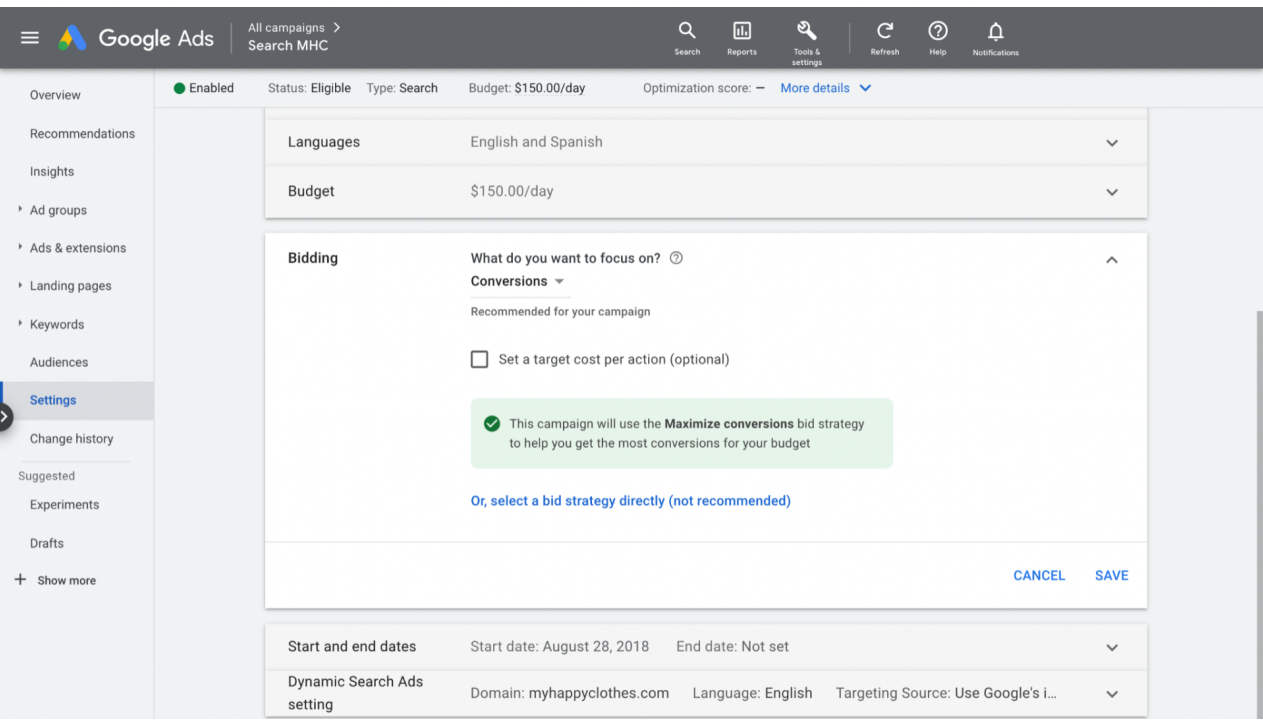 Google Ads
All campaigns >
Search MHC
Search
Reports
Tools &
settings
Refresh
Help
Notifications
Enabled
Status: Eligible Type: Search Budget: $150.00/day Optimization score: — More details
Overview
Recommendations
Insights
Ad groups
Ads & extensions
Landing pages
Keywords
Audiences
Settings
Change history
Suggested
Experiments
Drafts
+ Show more
Languages English and Spanish
Budget $150.00/day
Bidding What do you want to focus on?
Conversions
Recommended for your campaign
Set a target cost per action (optional)
This campaign will use the Maximize conversions bid strategy
to help you get the most conversions for your budget
Or, select a bid strategy directly (not recommended)
CANCEL SAVE
Start and end dates Start date: August 28, 2018 End date: Not set
Dynamic Search Ads
setting
Domain: myhappyclothes.com Language: English Targeting Source: Use Google's i...